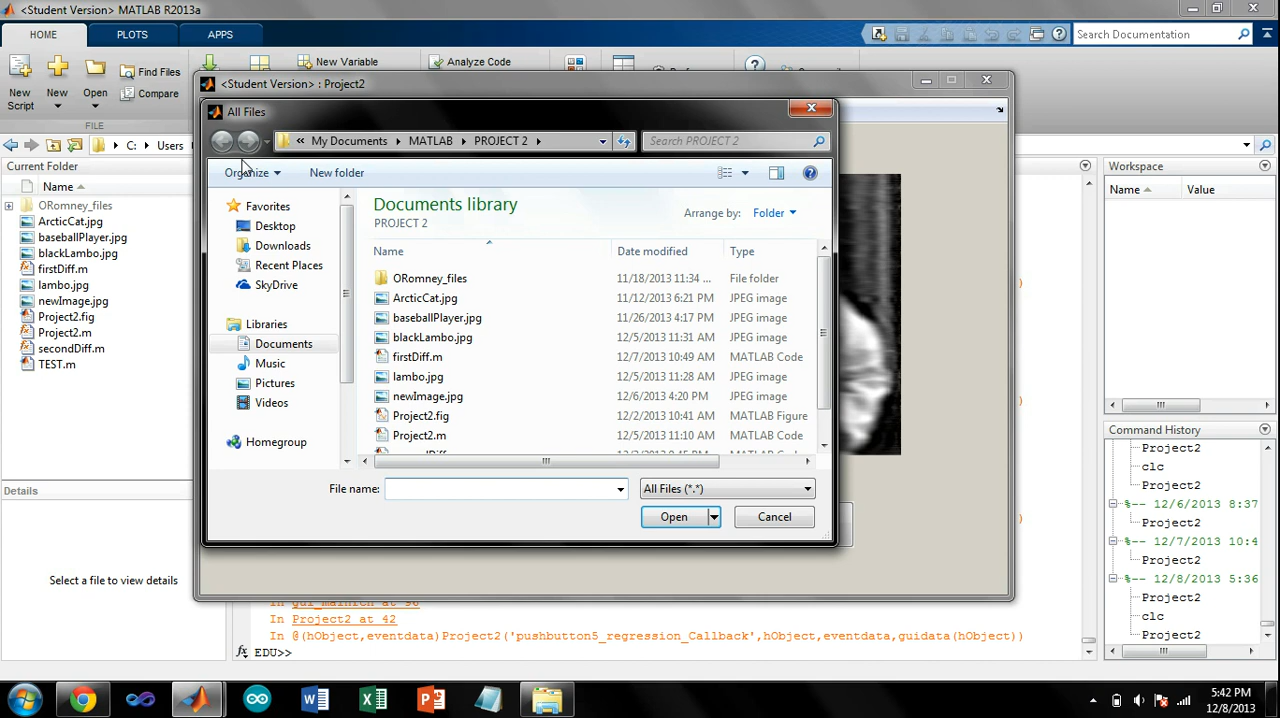 <Student Version> MATLAB R2013a
HOME
PLOTS
APPS
Search Documentation
New Script
New
Open
Find Files
Compare
New Variable
Analyze Code
FILE
C:
Users
Current Folder
Name
ORomney_files
ArcticCat.jpg
baseballPlayer.jpg
blackLambo.jpg
firstDiff.m
lambo.jpg
newImage.jpg
Project2.fig
Project2.m
secondDiff.m
TEST.m
Details
Select a file to view details
<Student Version> : Project2
All Files
« My Documents MATLAB PROJECT 2
Search PROJECT 2
Organize
New folder
Favorites
Desktop
Downloads
Recent Places
SkyDrive
Libraries
Documents
Music
Pictures
Videos
Homegroup
Documents library
PROJECT 2
Arrange by: Folder
Name Date modified Type
ORomney_files 11/18/2013 11:34 ... File folder
ArcticCat.jpg 11/12/2013 6:21 PM JPEG image
baseballPlayer.jpg 11/26/2013 4:17 PM JPEG image
blackLambo.jpg 12/5/2013 11:31 AM JPEG image
firstDiff.m 12/7/2013 10:49 AM MATLAB Code
lambo.jpg 12/5/2013 11:28 AM JPEG image
newImage.jpg 12/6/2013 4:20 PM JPEG image
Project2.fig 12/2/2013 10:41 AM MATLAB Figure
Project2.m 12/5/2013 11:10 AM MATLAB Code
File name:
All Files (*.*)
Open
Cancel
In Project2 at 42
In @(hObject,eventdata)Project2('pushbutton5_regression_Callback',hObject,eventdata,guidata(hObject))
fx EDU>>
Workspace
Name Value
Command History
Project2
clc
Project2
%-- 12/6/2013 8:37
Project2
%-- 12/7/2013 10:4
Project2
%-- 12/8/2013 5:36
Project2
clc
Project2
5:42 PM
12/8/2013